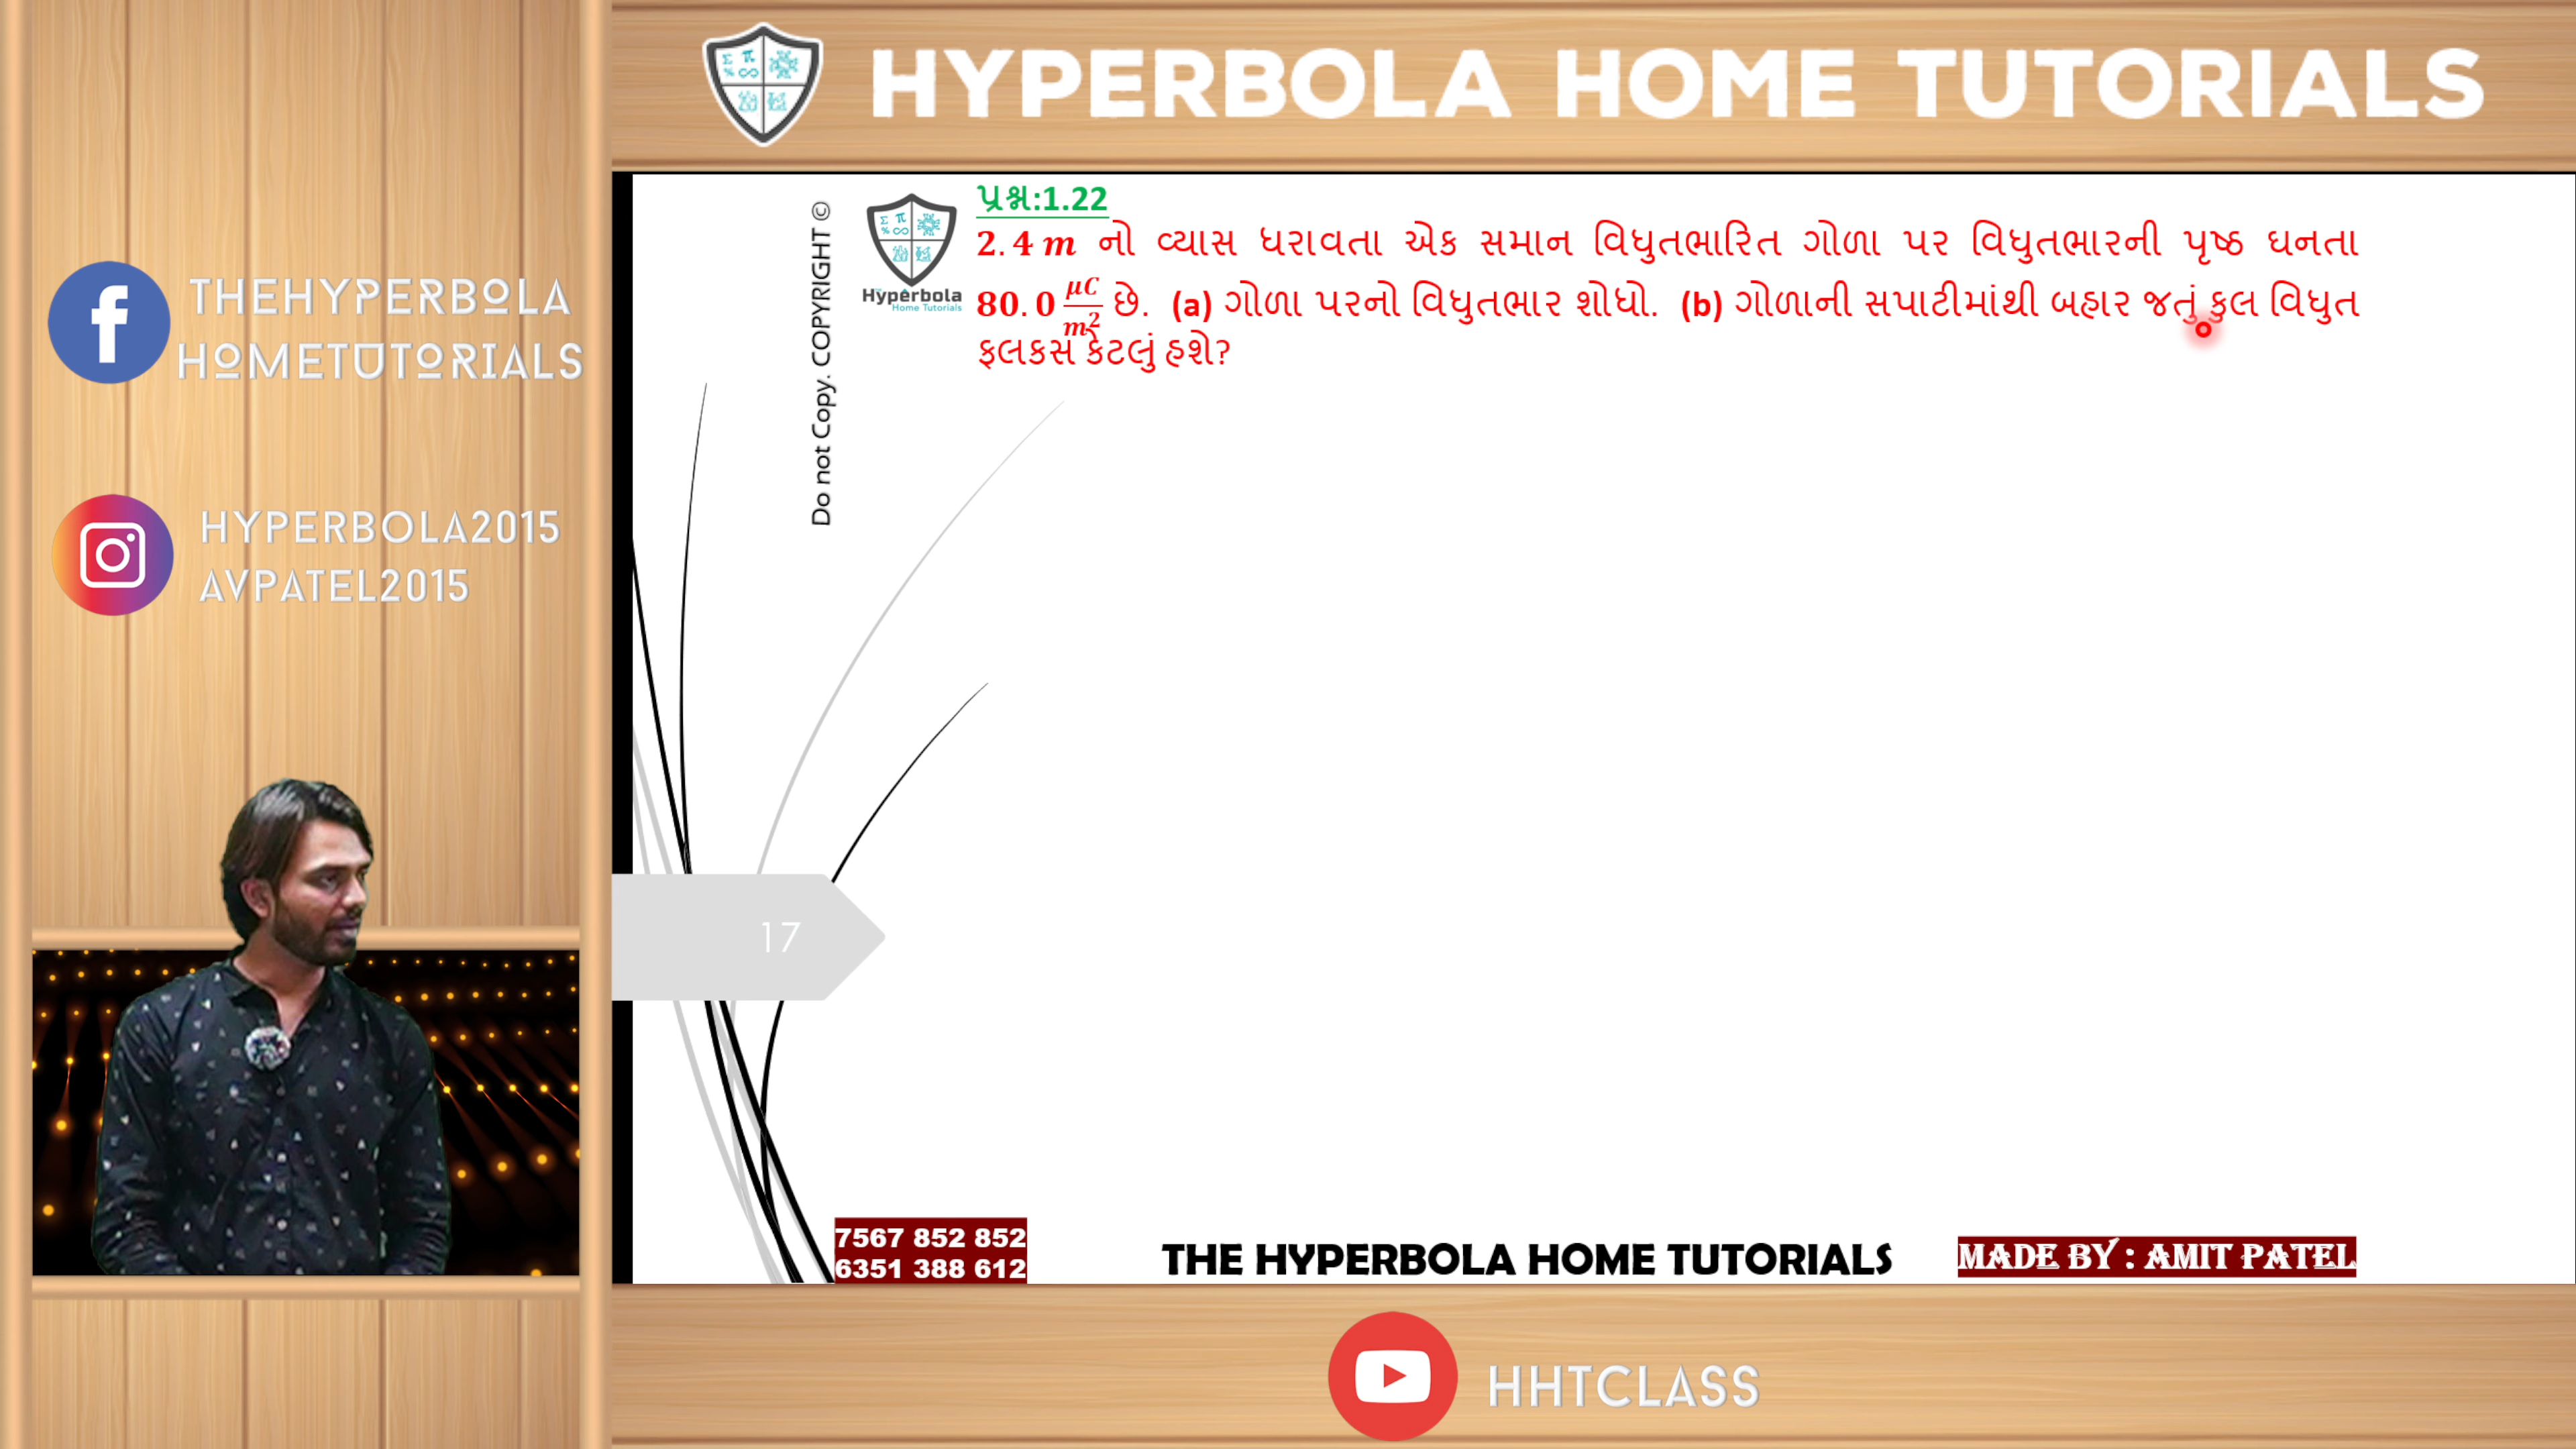 HYPERBOLA HOME TUTORIALS
THEHYPERBOLA
HOMETUTORIALS
HYPERBOLA2015
AVPATEL2015
Do not Copy. COPYRIGHT ©
Hyperbola
Home Tutorials
પ્રશ્ન:1.22
2.4 m નો વ્યાસ ધરાવતા એક સમાન વિધુતભારિત ગોળા પર વિધુતભારની પૃષ્ઠ ઘનતા
80.0 μC/m² છે. (a) ગોળા પરનો વિધુતભાર શોધો. (b) ગોળાની સપાટીમાંથી બહાર જતું કુલ વિધુત
ફલકસ કેટલું હશે?
17
7567 852 852
6351 388 612
THE HYPERBOLA HOME TUTORIALS
MADE BY : AMIT PATEL
HHTCLASS